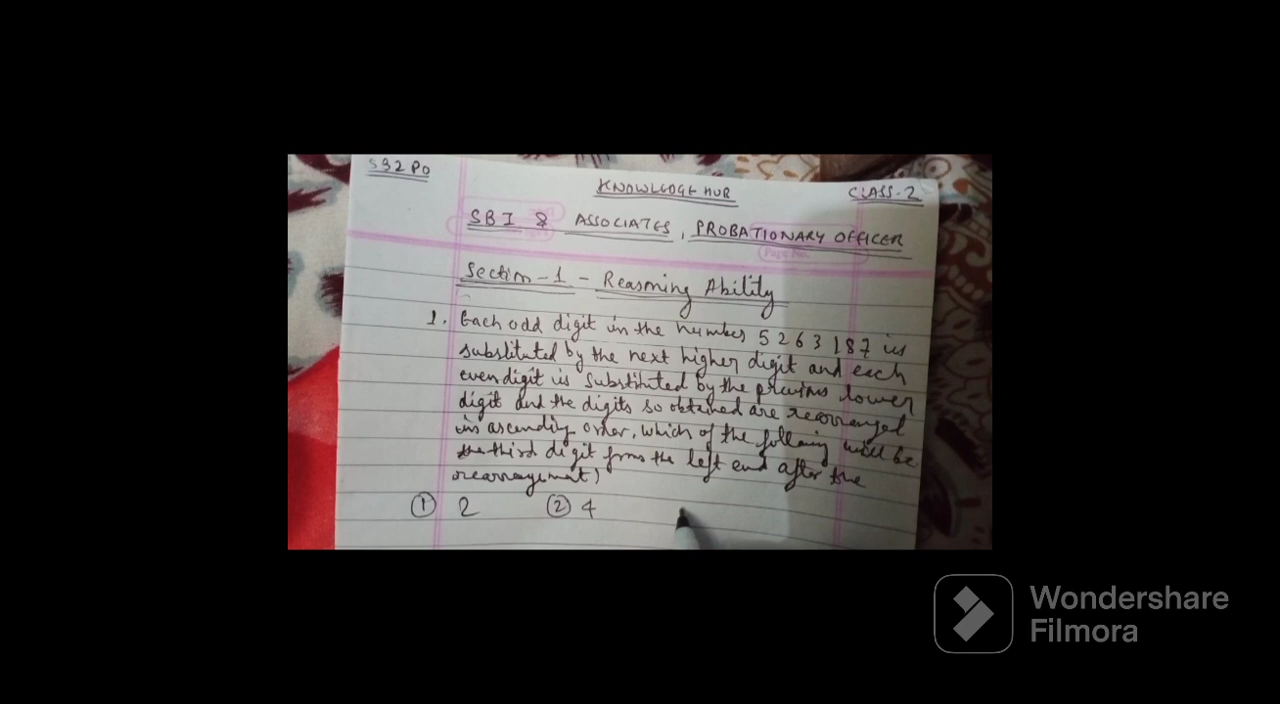 SB2 PO
KNOWLEDGE HUB
CLASS-2
SBI & ASSOCIATES, PROBATIONARY OFFICER
Section-1 - Reasoning Ability
1. Each odd digit in the number 5263187 is
substituted by the next higher digit and each
even digit is substituted by the previous lower
digit and the digits so obtained are rearranged
in ascending order, which of the following will be
the third digit from the left end after the
rearrangement)
① 2 ② 4
Wondershare
Filmora